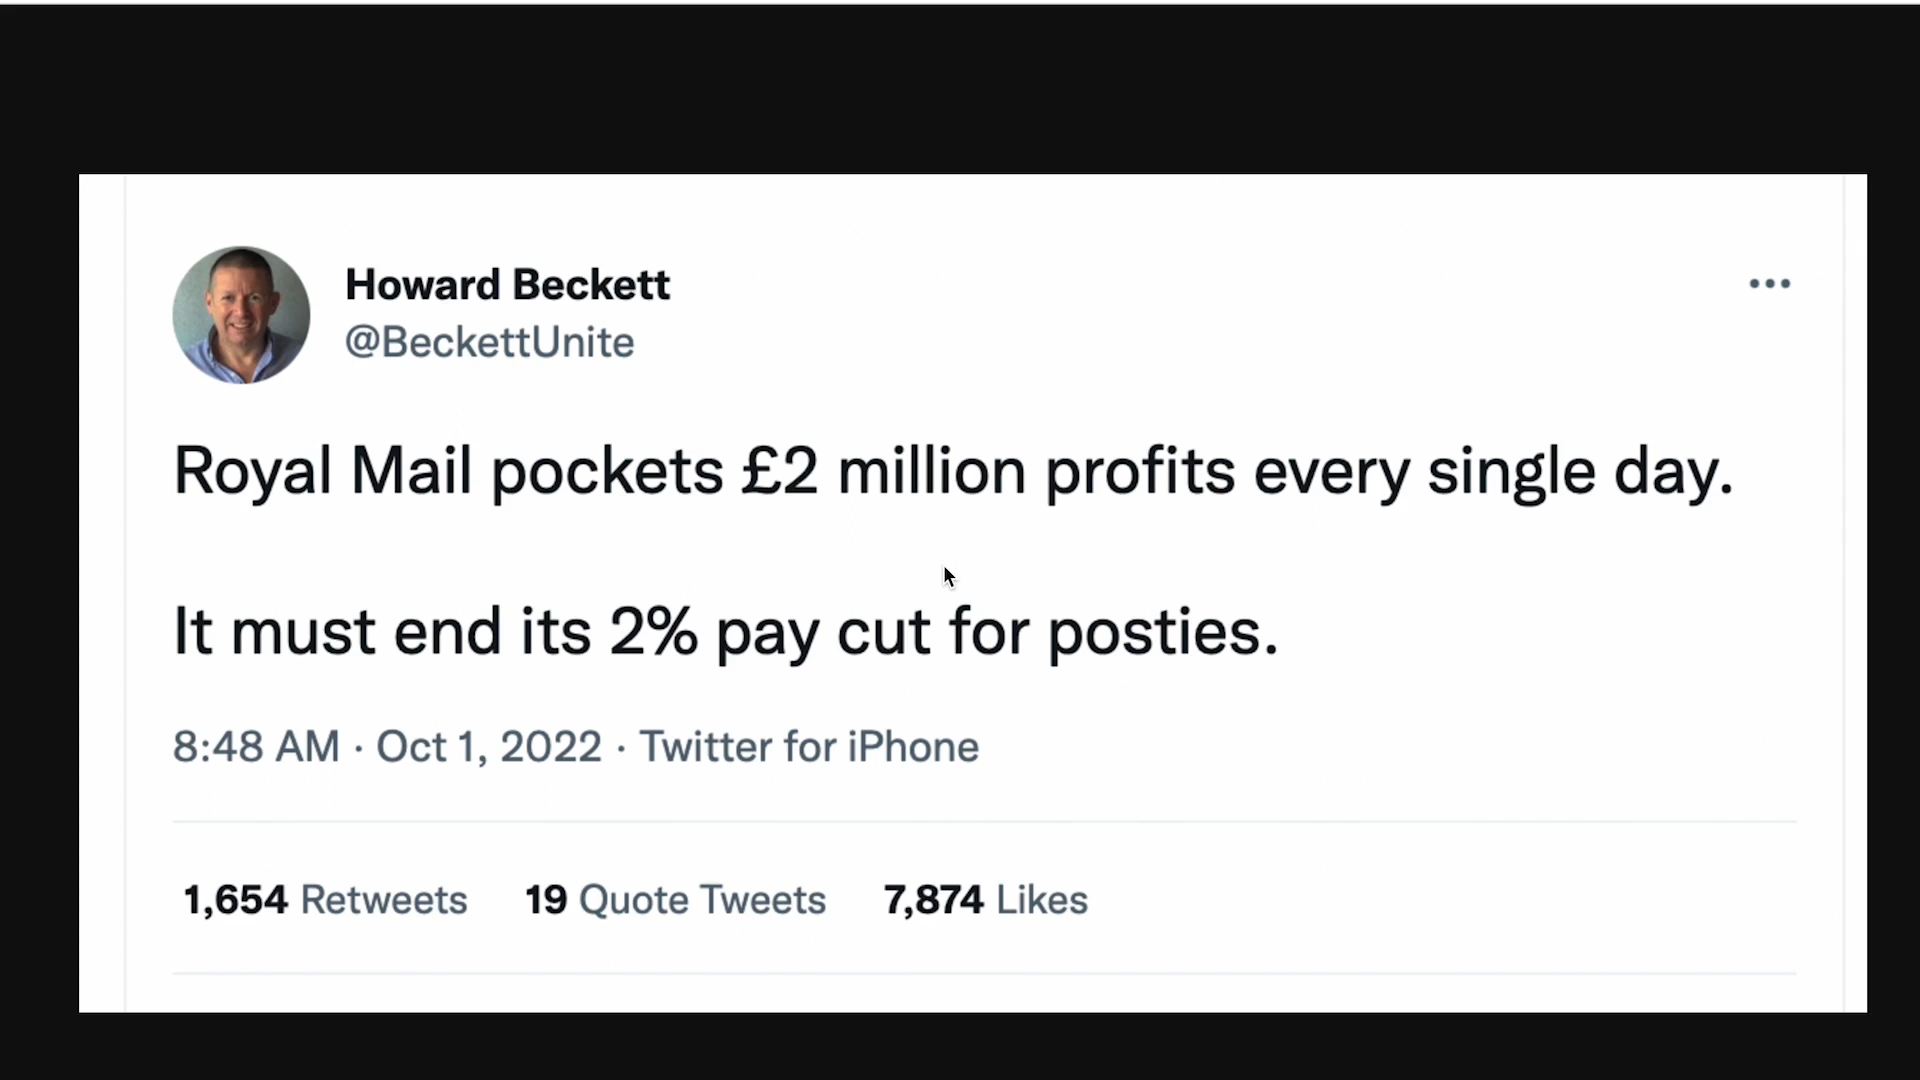 Howard Beckett
@BeckettUnite
Royal Mail pockets £2 million profits every single day.
It must end its 2% pay cut for posties.
8:48 AM · Oct 1, 2022 · Twitter for iPhone
1,654 Retweets 19 Quote Tweets 7,874 Likes